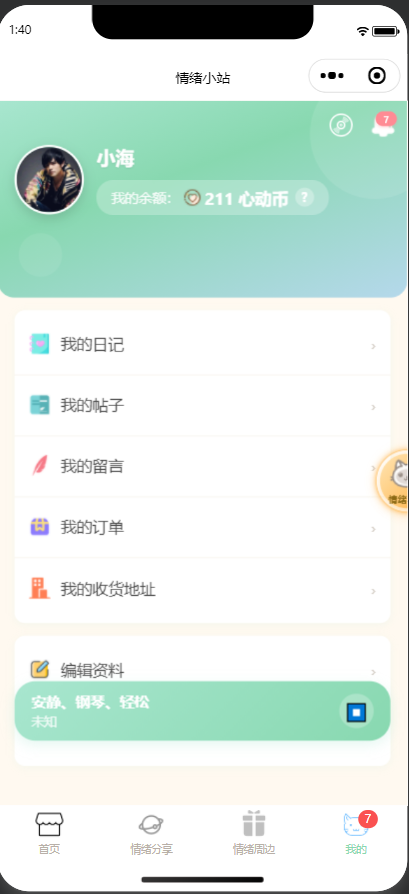 1:40
情绪小站
7
小海
我的余额： 211 心动币 ?
我的日记
我的帖子
我的留言
情绪
我的订单
我的收货地址
编辑资料
安静、钢琴、轻松
未知
7
首页 情绪分享 情绪周边 我的